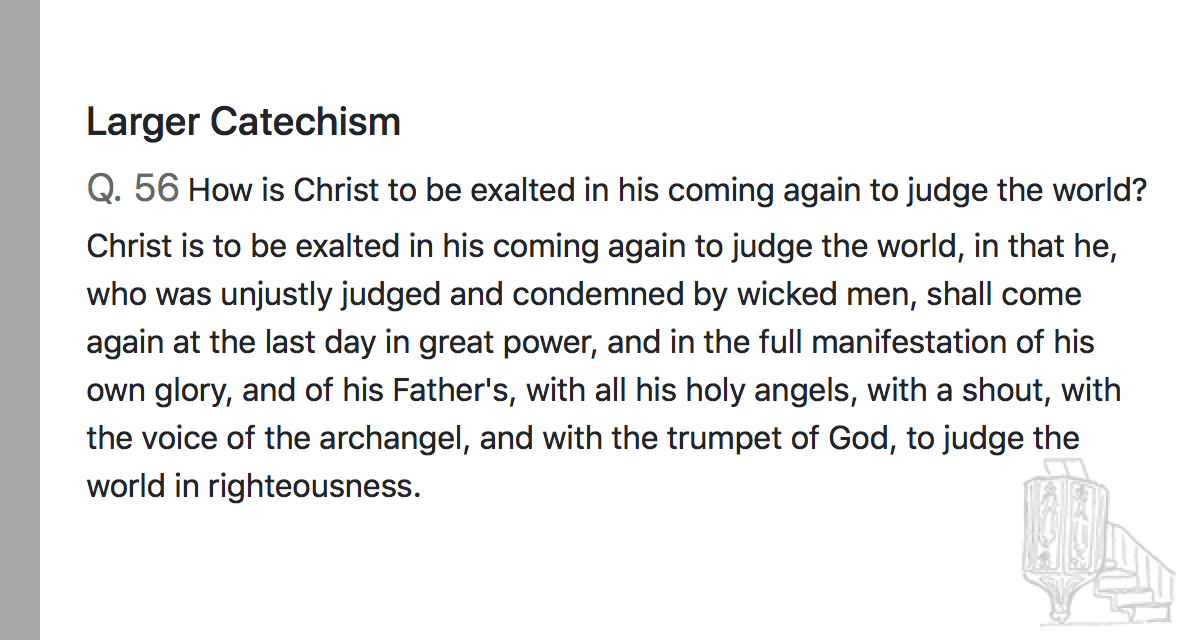 Larger Catechism
Q. 56 How is Christ to be exalted in his coming again to judge the world?
Christ is to be exalted in his coming again to judge the world, in that he,
who was unjustly judged and condemned by wicked men, shall come
again at the last day in great power, and in the full manifestation of his
own glory, and of his Father's, with all his holy angels, with a shout, with
the voice of the archangel, and with the trumpet of God, to judge the
world in righteousness.